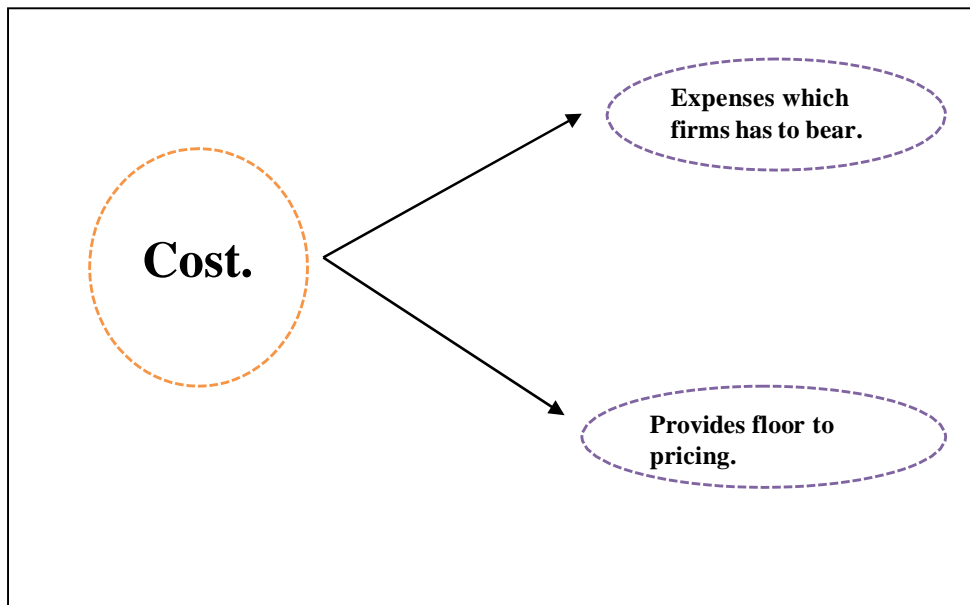 Cost.
Expenses which
firms has to bear.
Provides floor to
pricing.